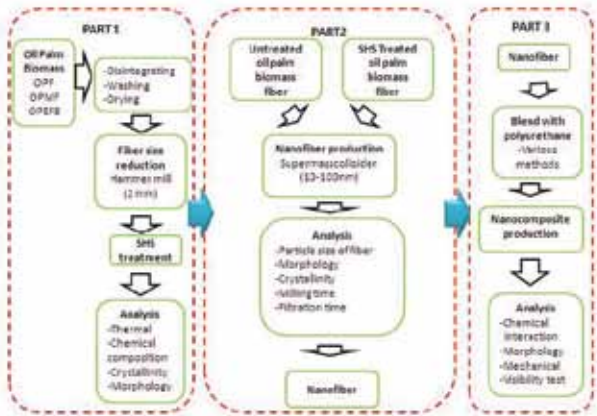 PART 1
Oil Palm
Biomass
OPF
OPMF
OPEFB
-Disintegrating
-Washing
-Drying
Fiber size
reduction
Hammer mill
(2 mm)
SHS
treatment
Analysis
-Thermal
-Chemical
composition
-Crystallinity
-Morphology
PART2
Untreated
oil palm
biomass
fiber
SHS Treated
oil palm
biomass
fiber
Nanofiber production
Supermasscolloider
(13-100nm)
Analysis
-Particle size of fiber
-Morphology
-Crystallinity
-Milling time
-Filtration time
Nanofiber
PART 3
Nanofiber
Blend with
polyurethane
-Various
methods
Nanocomposite
production
Analysis
-Chemical
interaction
-Morphology
-Mechanical
-Visibility test